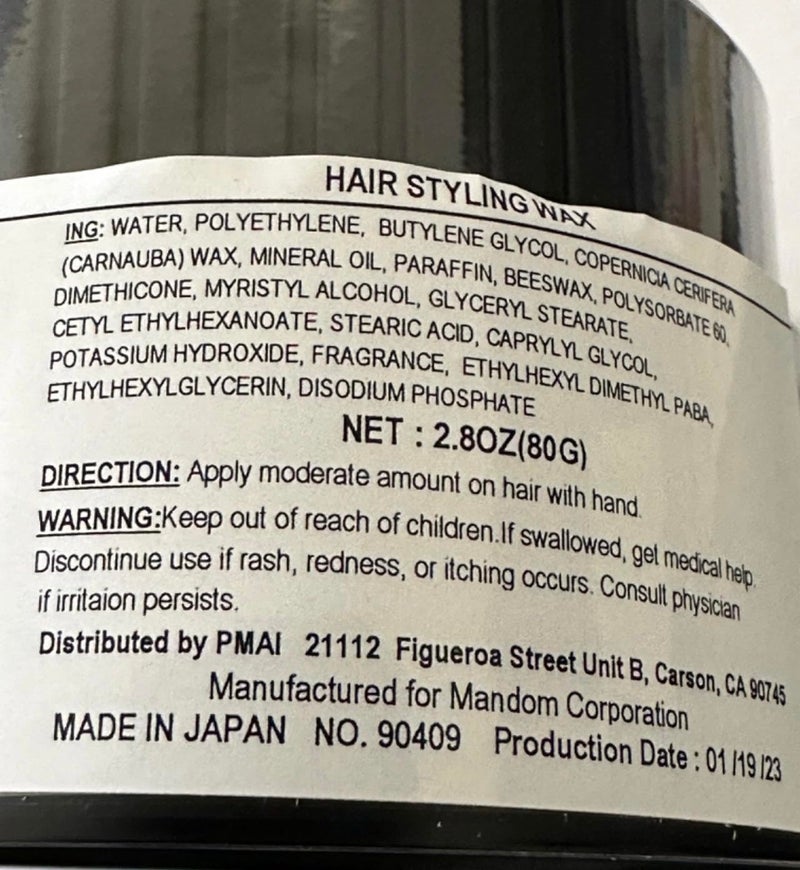 HAIR STYLING WAX
ING: WATER, POLYETHYLENE, BUTYLENE GLYCOL, COPERNICIA CERIFERA
(CARNAUBA) WAX, MINERAL OIL, PARAFFIN, BEESWAX, POLYSORBATE 60,
DIMETHICONE, MYRISTYL ALCOHOL, GLYCERYL STEARATE,
CETYL ETHYLHEXANOATE, STEARIC ACID, CAPRYLYL GLYCOL,
POTASSIUM HYDROXIDE, FRAGRANCE, ETHYLHEXYL DIMETHYL PABA,
ETHYLHEXYLGLYCERIN, DISODIUM PHOSPHATE
NET : 2.8OZ(80G)
DIRECTION: Apply moderate amount on hair with hand.
WARNING:Keep out of reach of children.If swallowed, get medical help.
Discontinue use if rash, redness, or itching occurs. Consult physician
if irritaion persists.
Distributed by PMAI 21112 Figueroa Street Unit B, Carson, CA 90745
Manufactured for Mandom Corporation
MADE IN JAPAN NO. 90409 Production Date : 01/19/23